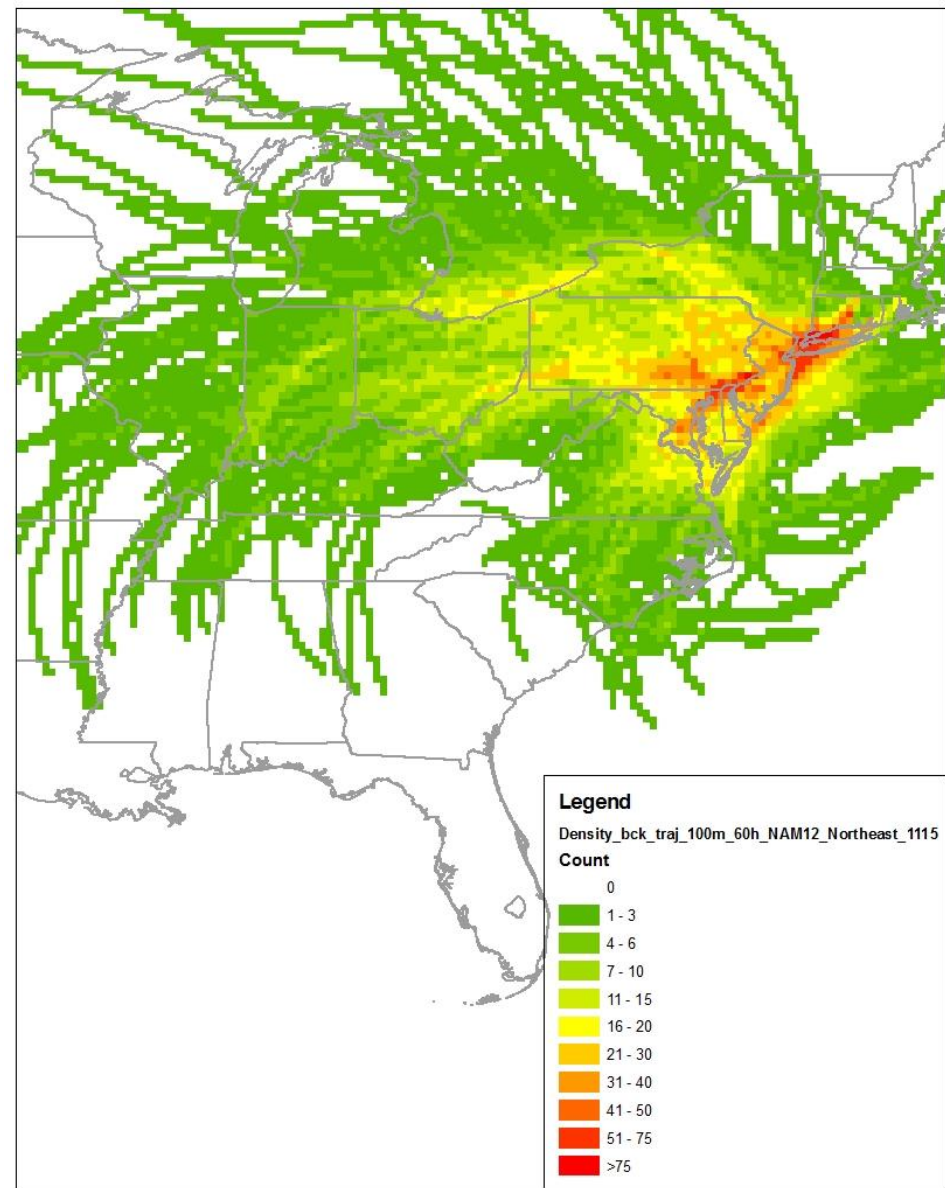 Legend
Density_bck_traj_100m_60h_NAM12_Northeast_1115
Count
0
1 - 3
4 - 6
7 - 10
11 - 15
16 - 20
21 - 30
31 - 40
41 - 50
51 - 75
>75